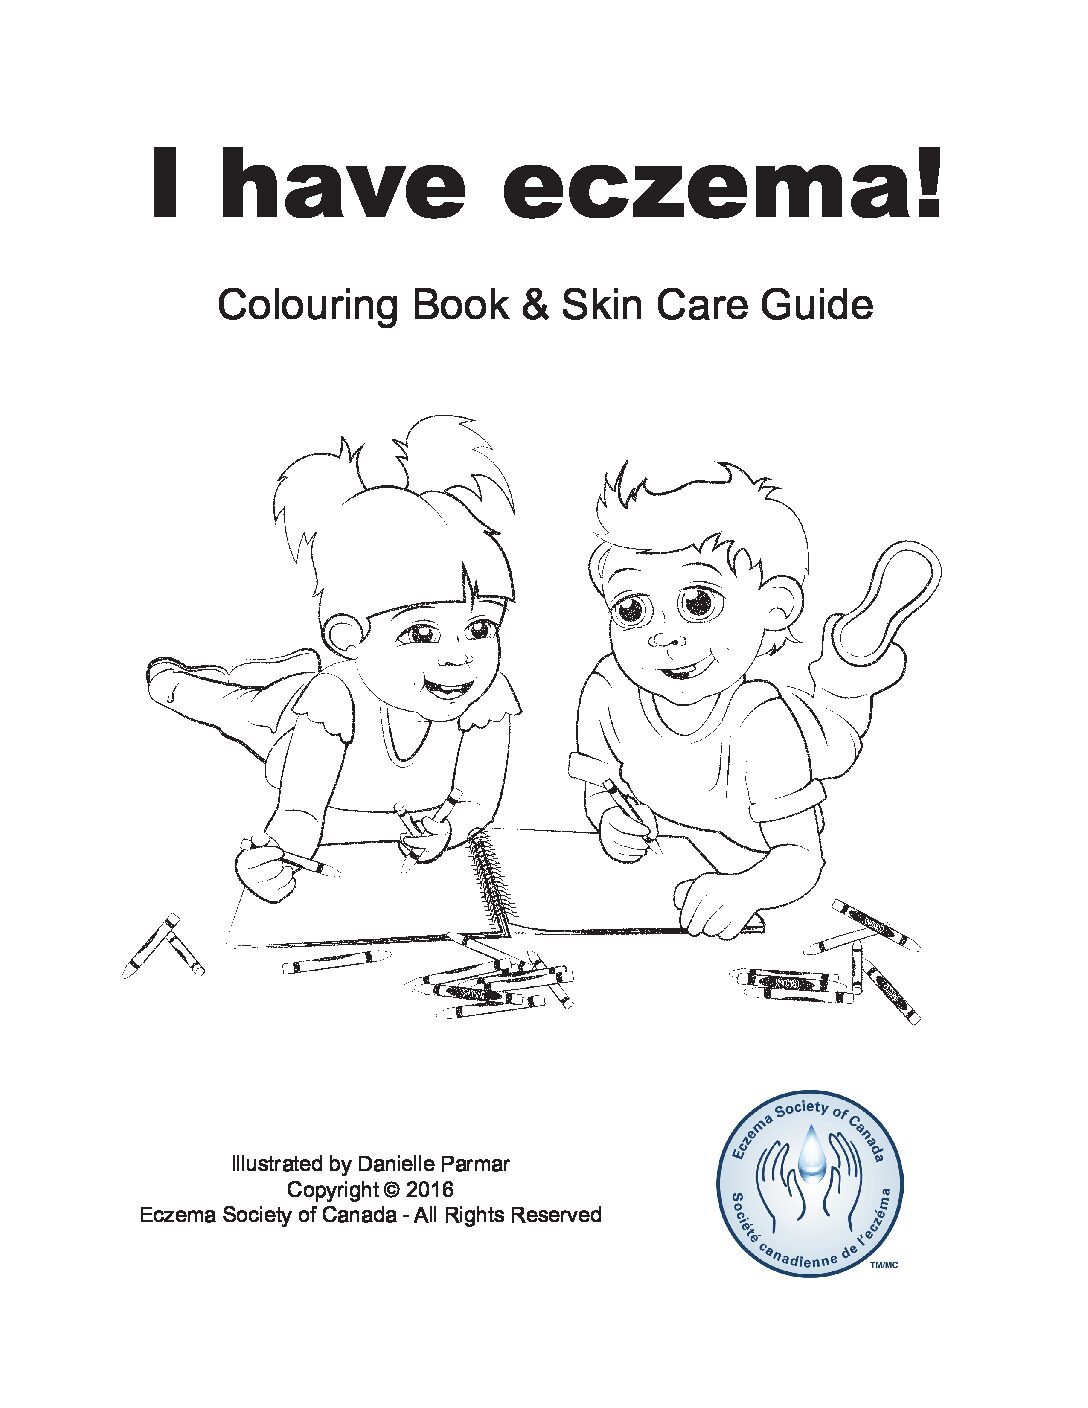 I have eczema!
Colouring Book & Skin Care Guide
Illustrated by Danielle Parmar
Copyright © 2016
Eczema Society of Canada - All Rights Reserved
Eczema Society of Canada
Société canadienne de l'eczéma
TM/MC